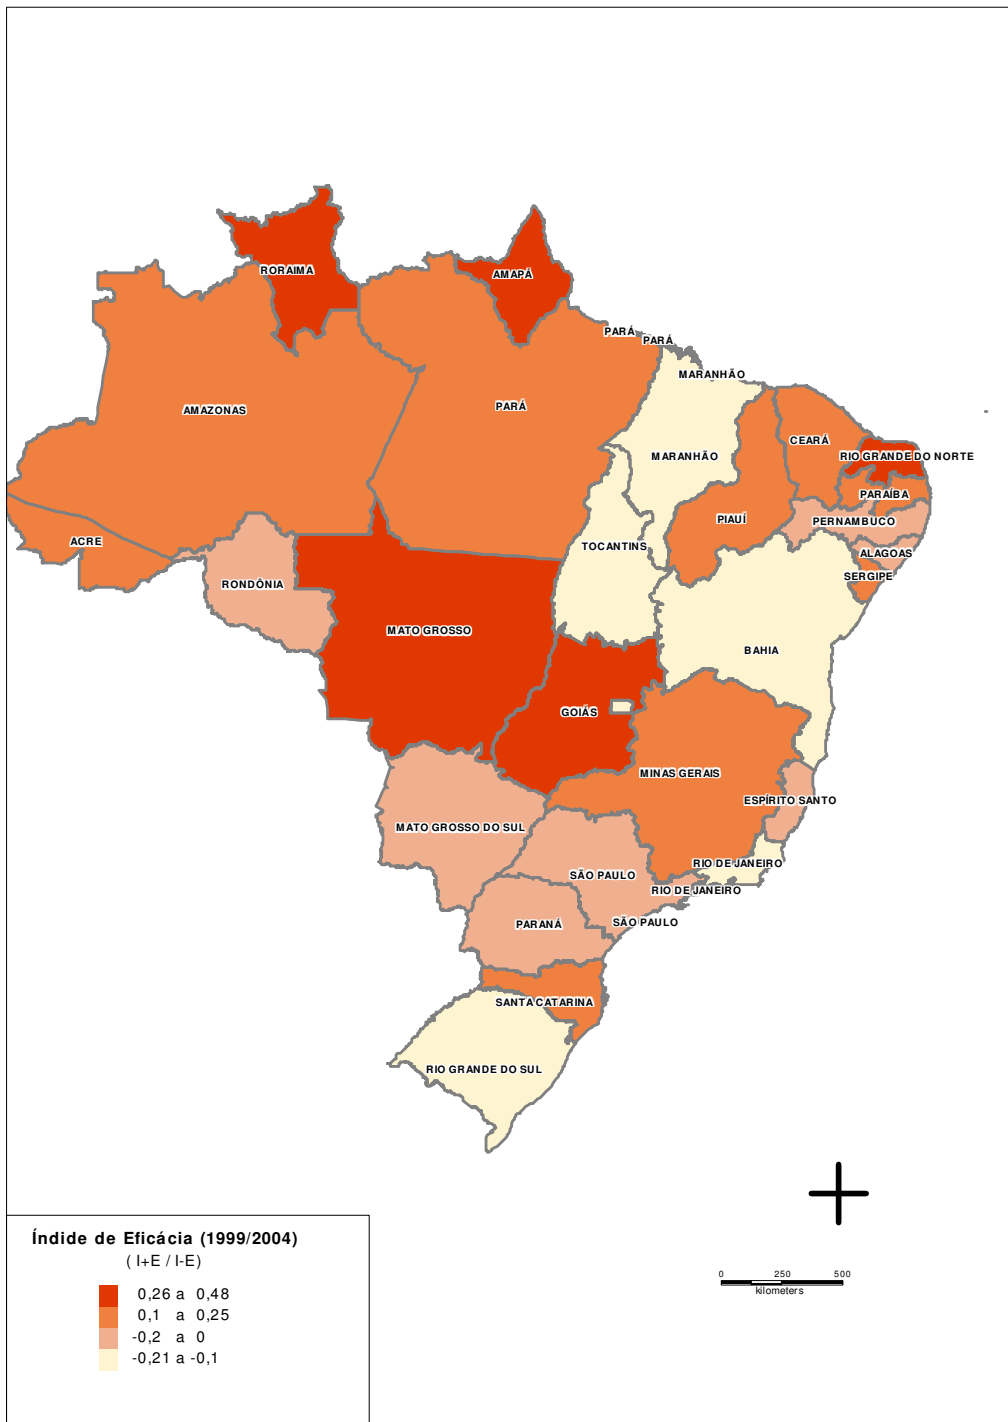 RORAIMA
AMAPÁ
PARÁ
PARÁ
MARANHÃO
AMAZONAS
PARÁ
CEARÁ
MARANHÃO
RIO GRANDE DO NORTE
PARAÍBA
PIAUÍ
PERNAMBUCO
ACRE
TOCANTINS
ALAGOAS
SERGIPE
RONDÔNIA
MATO GROSSO
BAHIA
GOIÁS
MINAS GERAIS
ESPÍRITO SANTO
MATO GROSSO DO SUL
RIO DE JANEIRO
SÃO PAULO
RIO DE JANEIRO
PARANÁ
SÃO PAULO
SANTA CATARINA
RIO GRANDE DO SUL
Índide de Eficácia (1999/2004)
( I+E / I-E)
0,26 a 0,48
0,1 a 0,25
-0,2 a 0
-0,21 a -0,1
0 250 500
kilometers